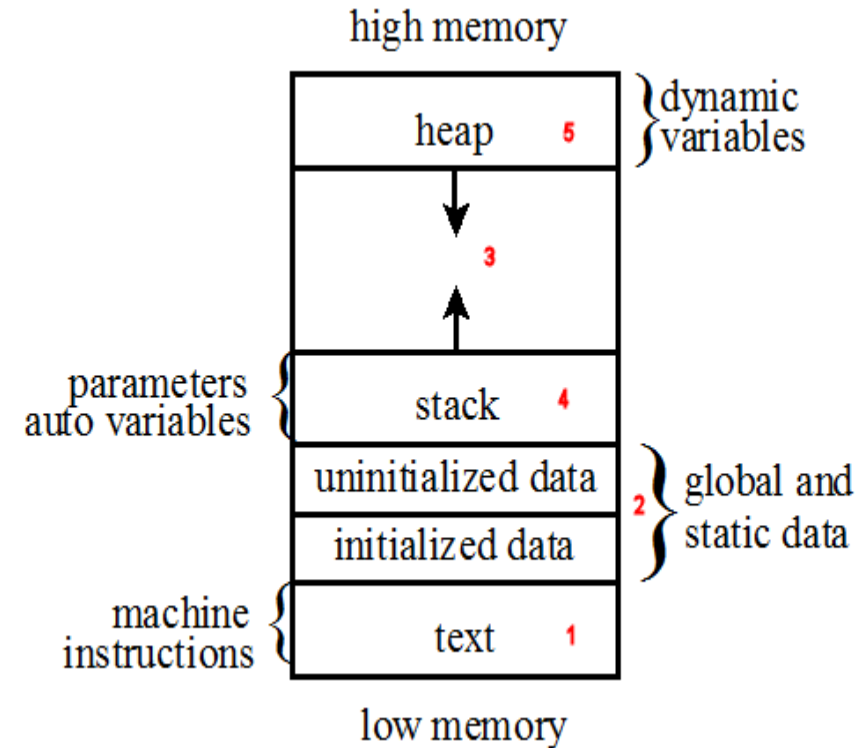 high memory
heap 5
dynamic
variables
3
parameters
auto variables
stack 4
uninitialized data
initialized data
2
global and
static data
machine
instructions
text 1
low memory